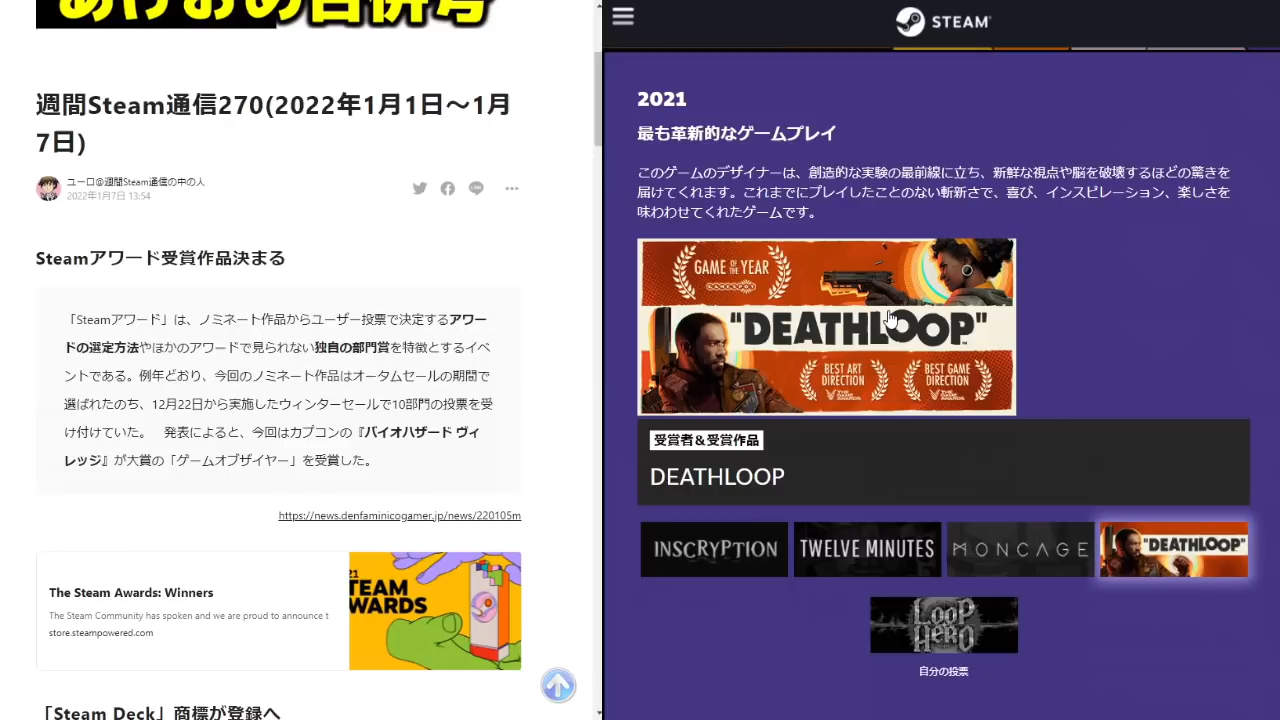 あけおめ合併号
週間Steam通信270(2022年1月1日～1月
7日)
ユーロ@週間Steam通信の中の人
2022年1月7日 13:54
Steamアワード受賞作品決まる
「Steamアワード」は、ノミネート作品からユーザー投票で決定するアワー
ドの選定方法やほかのアワードで見られない独自の部門賞を特徴とするイベ
ントである。例年どおり、今回のノミネート作品はオータムセールの期間で
選ばれたのち、12月22日から実施したウィンターセールで10部門の投票を受
け付けていた。　発表によると、今回はカプコンの『バイオハザード ヴィ
レッジ』が大賞の「ゲームオブザイヤー」を受賞した。
https://news.denfaminicogamer.jp/news/220105m
The Steam Awards: Winners
The Steam Community has spoken and we are proud to announce t
store.steampowered.com
21
TEAM
WARDS
「Steam Deck」商標が登録へ
STEAM
2021
最も革新的なゲームプレイ
このゲームのデザイナーは、創造的な実験の最前線に立ち、新鮮な視点や脳を破壊するほどの驚きを
届けてくれます。これまでにプレイしたことのない斬新さで、喜び、インスピレーション、楽しさを
味わわせてくれたゲームです。
GAME
OF THE
YEAR
GAMESPOT
"DEATHLOOP"
BEST ART
DIRECTION
THE GAME AWARDS
BEST GAME
DIRECTION
THE GAME AWARDS
受賞者＆受賞作品
DEATHLOOP
INSCRYPTION
TWELVE MINUTES
MONCAGE
"DEATHLOOP"
LOOP
HERO
自分の投票